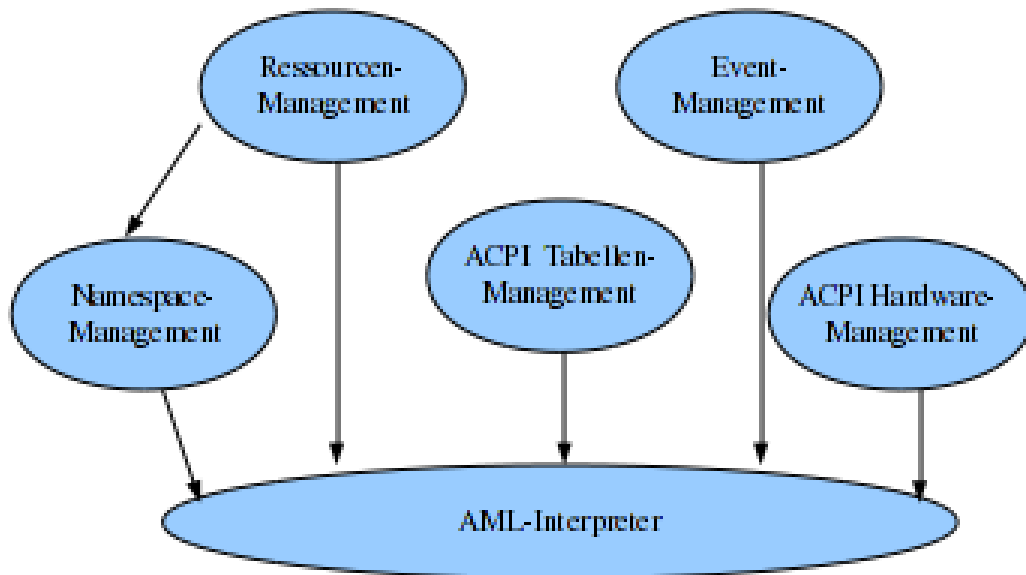 Ressourcen-
Management
Event-
Management
ACPI Tabellen-
Management
Namespace-
Management
ACPI Hardware-
Management
AML-Interpreter